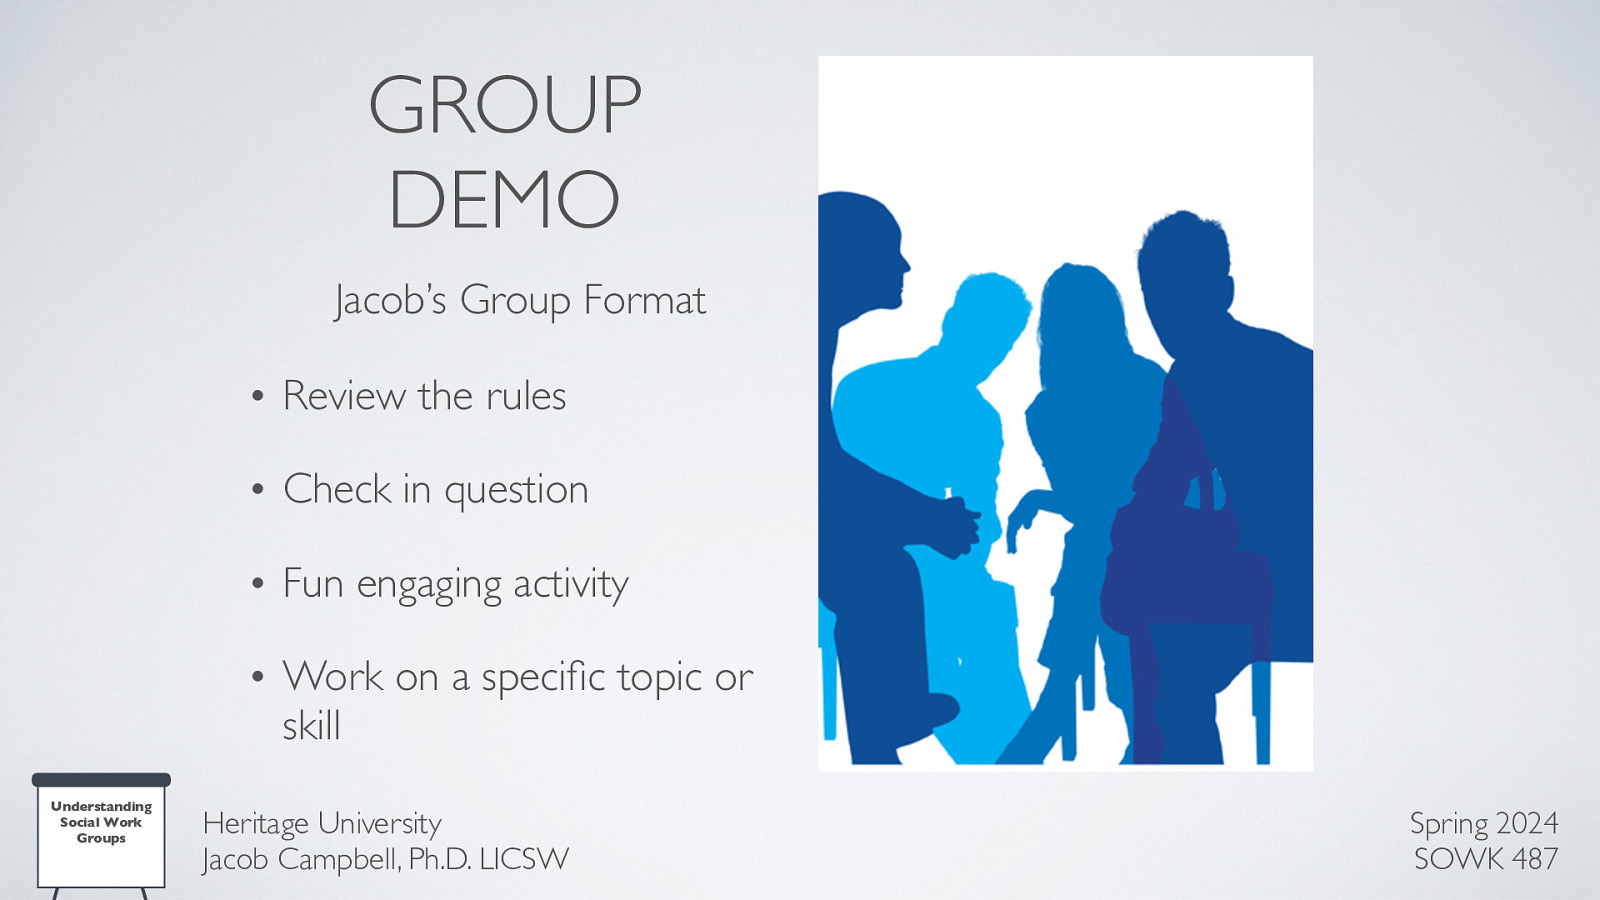 GROUP
DEMO
Jacob's Group Format
• Review the rules
• Check in question
• Fun engaging activity
• Work on a specific topic or
skill
Understanding
Social Work
Groups
Heritage University
Jacob Campbell, Ph.D. LICSW
Spring 2024
SOWK 487